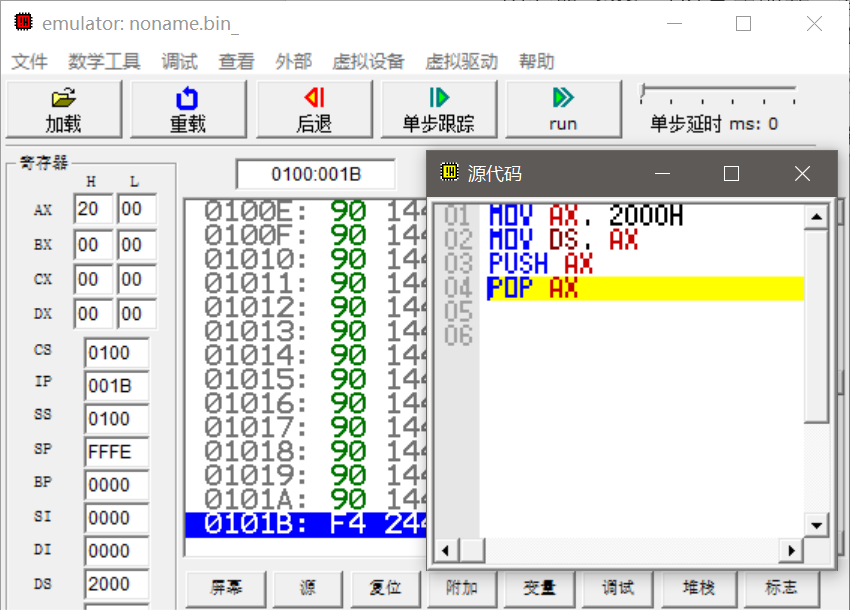 emulator: noname.bin_
文件 数学工具 调试 查看 外部 虚拟设备 虚拟驱动 帮助
加载 重载 后退 单步跟踪 run 单步延时 ms: 0
寄存器
H L
AX 20 00
BX 00 00
CX 00 00
DX 00 00
CS 0100
IP 001B
SS 0100
SP FFFE
BP 0000
SI 0000
DI 0000
DS 2000
0100:001B
0100E: 90 144
0100F: 90 144
01010: 90 144
01011: 90 144
01012: 90 144
01013: 90 144
01014: 90 144
01015: 90 144
01016: 90 144
01017: 90 144
01018: 90 144
01019: 90 144
0101A: 90 144
0101B: F4 244
源代码
01 MOV AX, 2000H
02 MOV DS, AX
03 PUSH AX
04 POP AX
05
06
屏幕 源 复位 附加 变量 调试 堆栈 标志